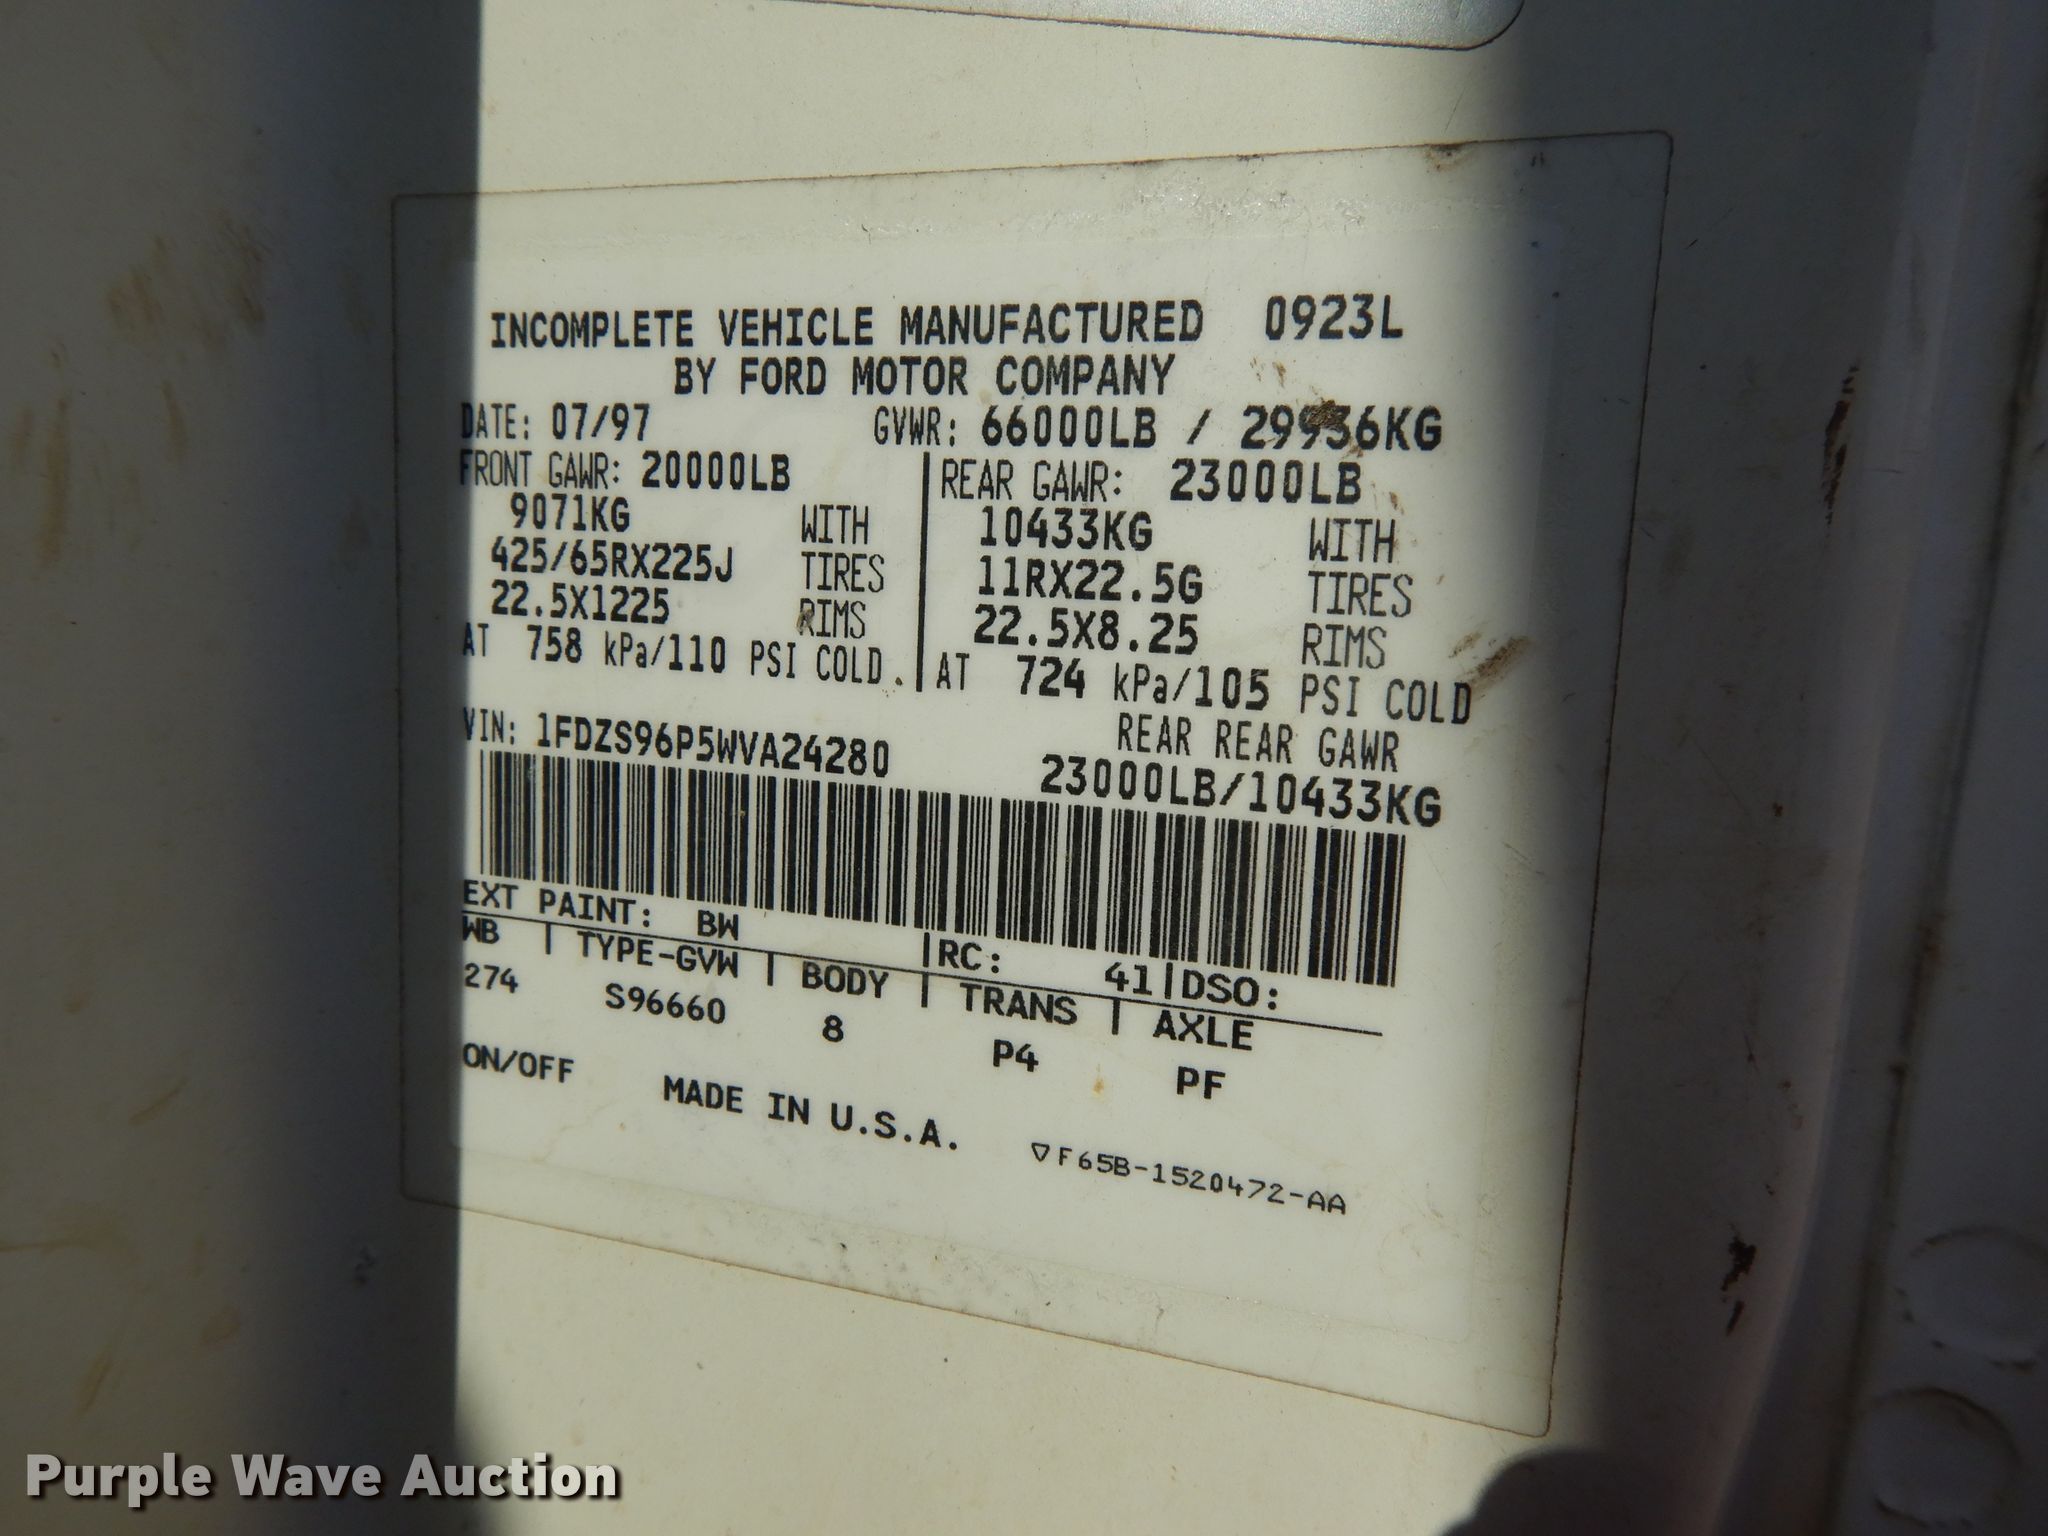 INCOMPLETE VEHICLE MANUFACTURED 0923L
BY FORD MOTOR COMPANY
DATE: 07/97 GVWR: 66000LB / 29936KG
FRONT GAWR: 20000LB REAR GAWR: 23000LB
9071KG WITH 10433KG WITH
425/65RX225J TIRES 11RX22.5G TIRES
22.5X1225 RIMS 22.5X8.25 RIMS
AT 758 kPa/110 PSI COLD. AT 724 kPa/105 PSI COLD
VIN: 1FDZS96P5WVA24280 REAR REAR GAWR
23000LB/10433KG
EXT PAINT: BW RC: 41 DSO:
WB TYPE-GVW BODY TRANS AXLE
274 S96660 8 P4 PF
ON/OFF MADE IN U.S.A.
▽F65B-1520472-AA
Purple Wave Auction